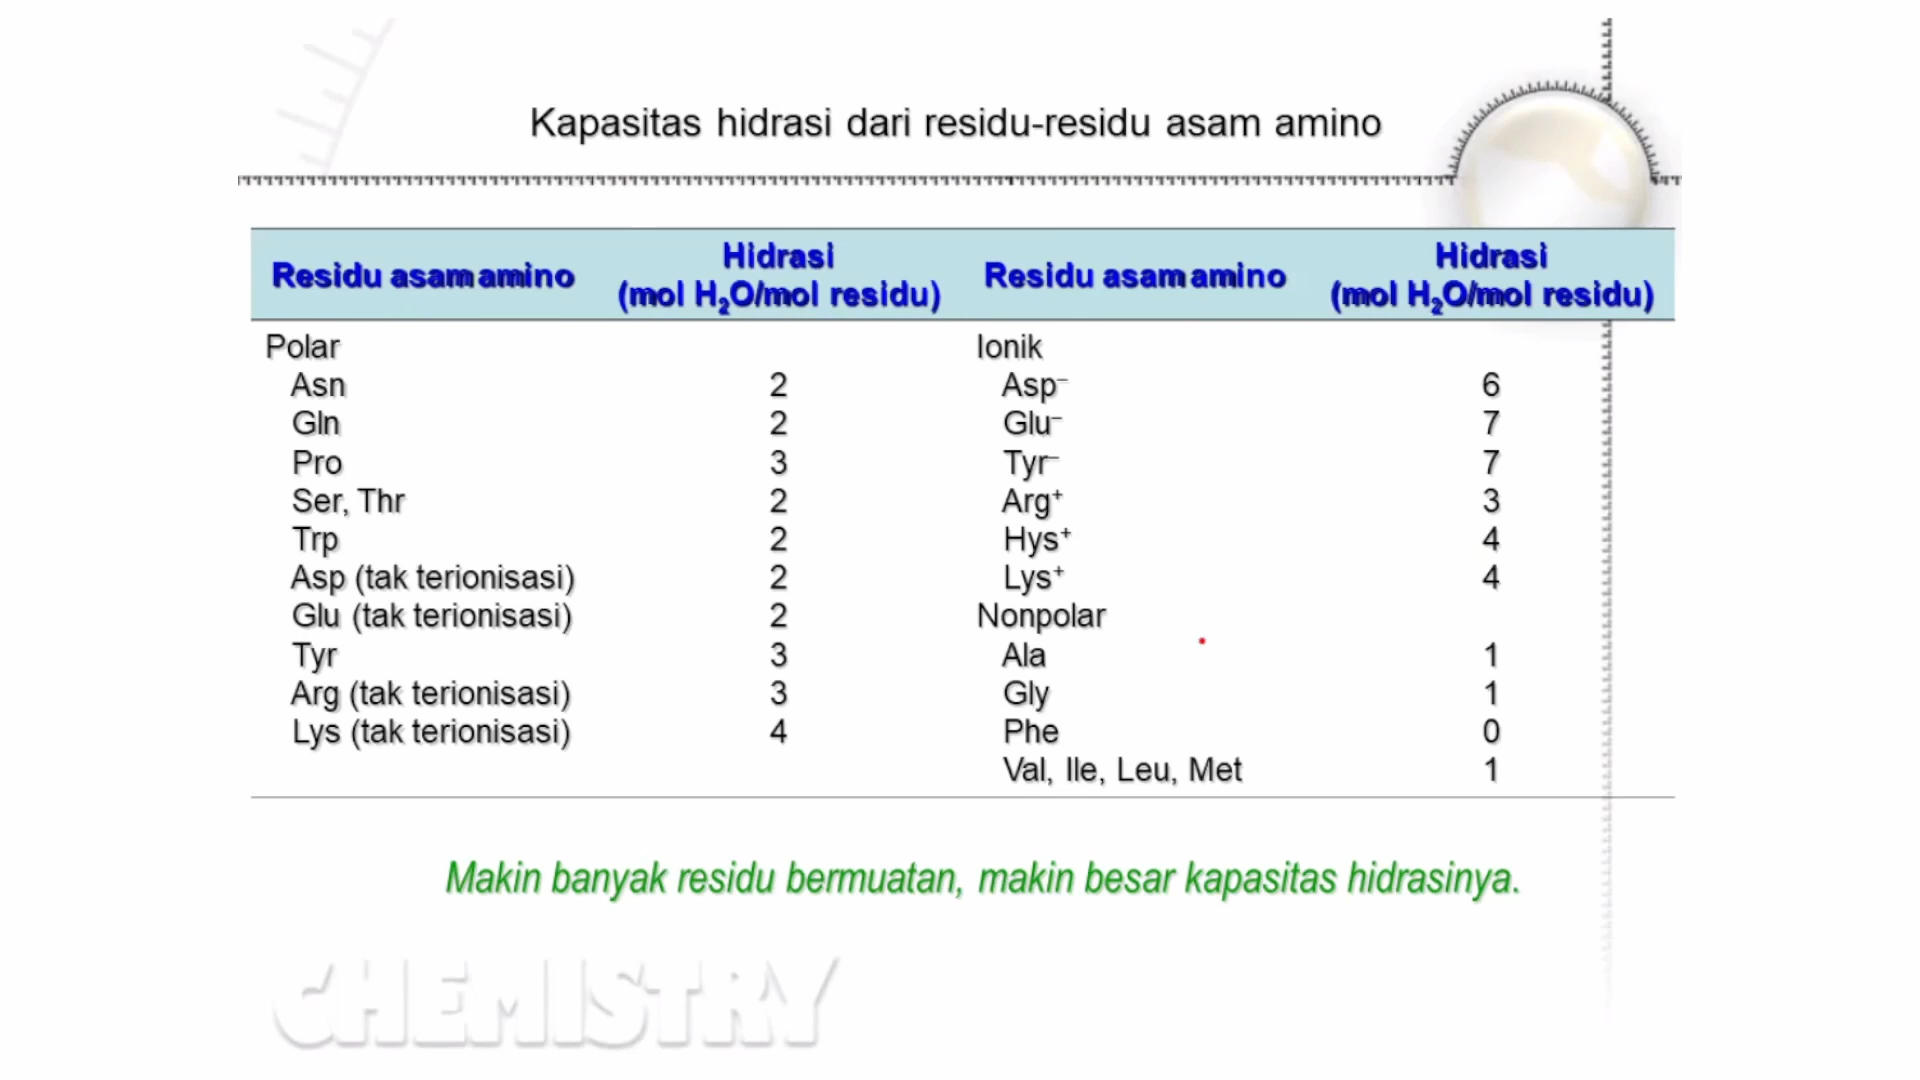 Kapasitas hidrasi dari residu-residu asam amino
Residu asam amino Hidrasi (mol H₂O/mol residu) Residu asam amino Hidrasi (mol H₂O/mol residu)
Polar Ionik
Asn 2 Asp⁻ 6
Gln 2 Glu⁻ 7
Pro 3 Tyr⁻ 7
Ser, Thr 2 Arg⁺ 3
Trp 2 Hys⁺ 4
Asp (tak terionisasi) 2 Lys⁺ 4
Glu (tak terionisasi) 2 Nonpolar
Tyr 3 Ala 1
Arg (tak terionisasi) 3 Gly 1
Lys (tak terionisasi) 4 Phe 0
Val, Ile, Leu, Met 1
Makin banyak residu bermuatan, makin besar kapasitas hidrasinya.
CHEMISTRY